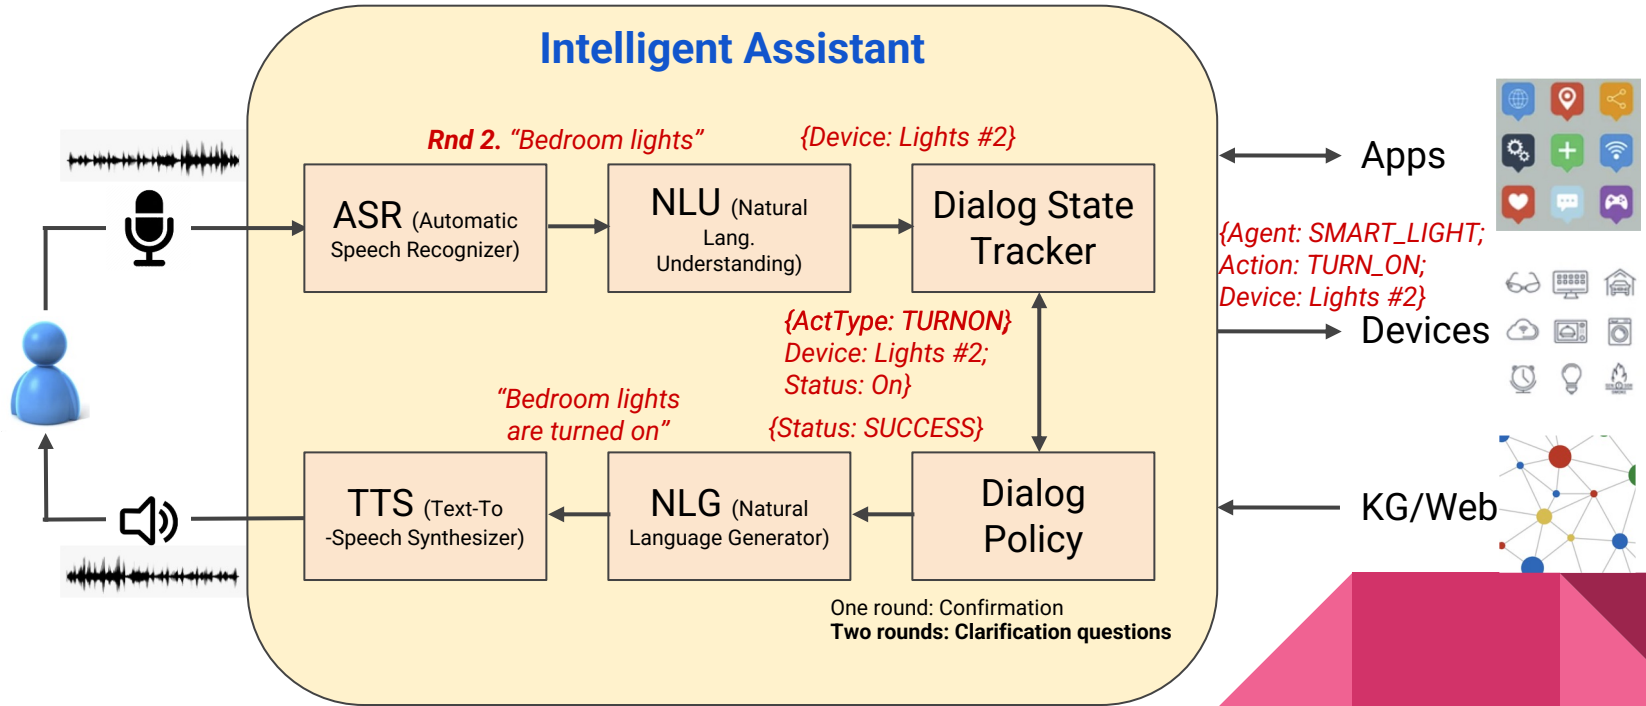 Intelligent Assistant
Rnd 2. “Bedroom lights”
{Device: Lights #2}
ASR (Automatic
Speech Recognizer)
NLU (Natural
Lang.
Understanding)
Dialog State
Tracker
Apps
{Agent: SMART_LIGHT;
Action: TURN_ON;
Device: Lights #2}
Devices
{ActType: TURNON}
Device: Lights #2;
Status: On}
“Bedroom lights
are turned on”
{Status: SUCCESS}
TTS (Text-To
-Speech Synthesizer)
NLG (Natural
Language Generator)
Dialog
Policy
KG/Web
One round: Confirmation
Two rounds: Clarification questions